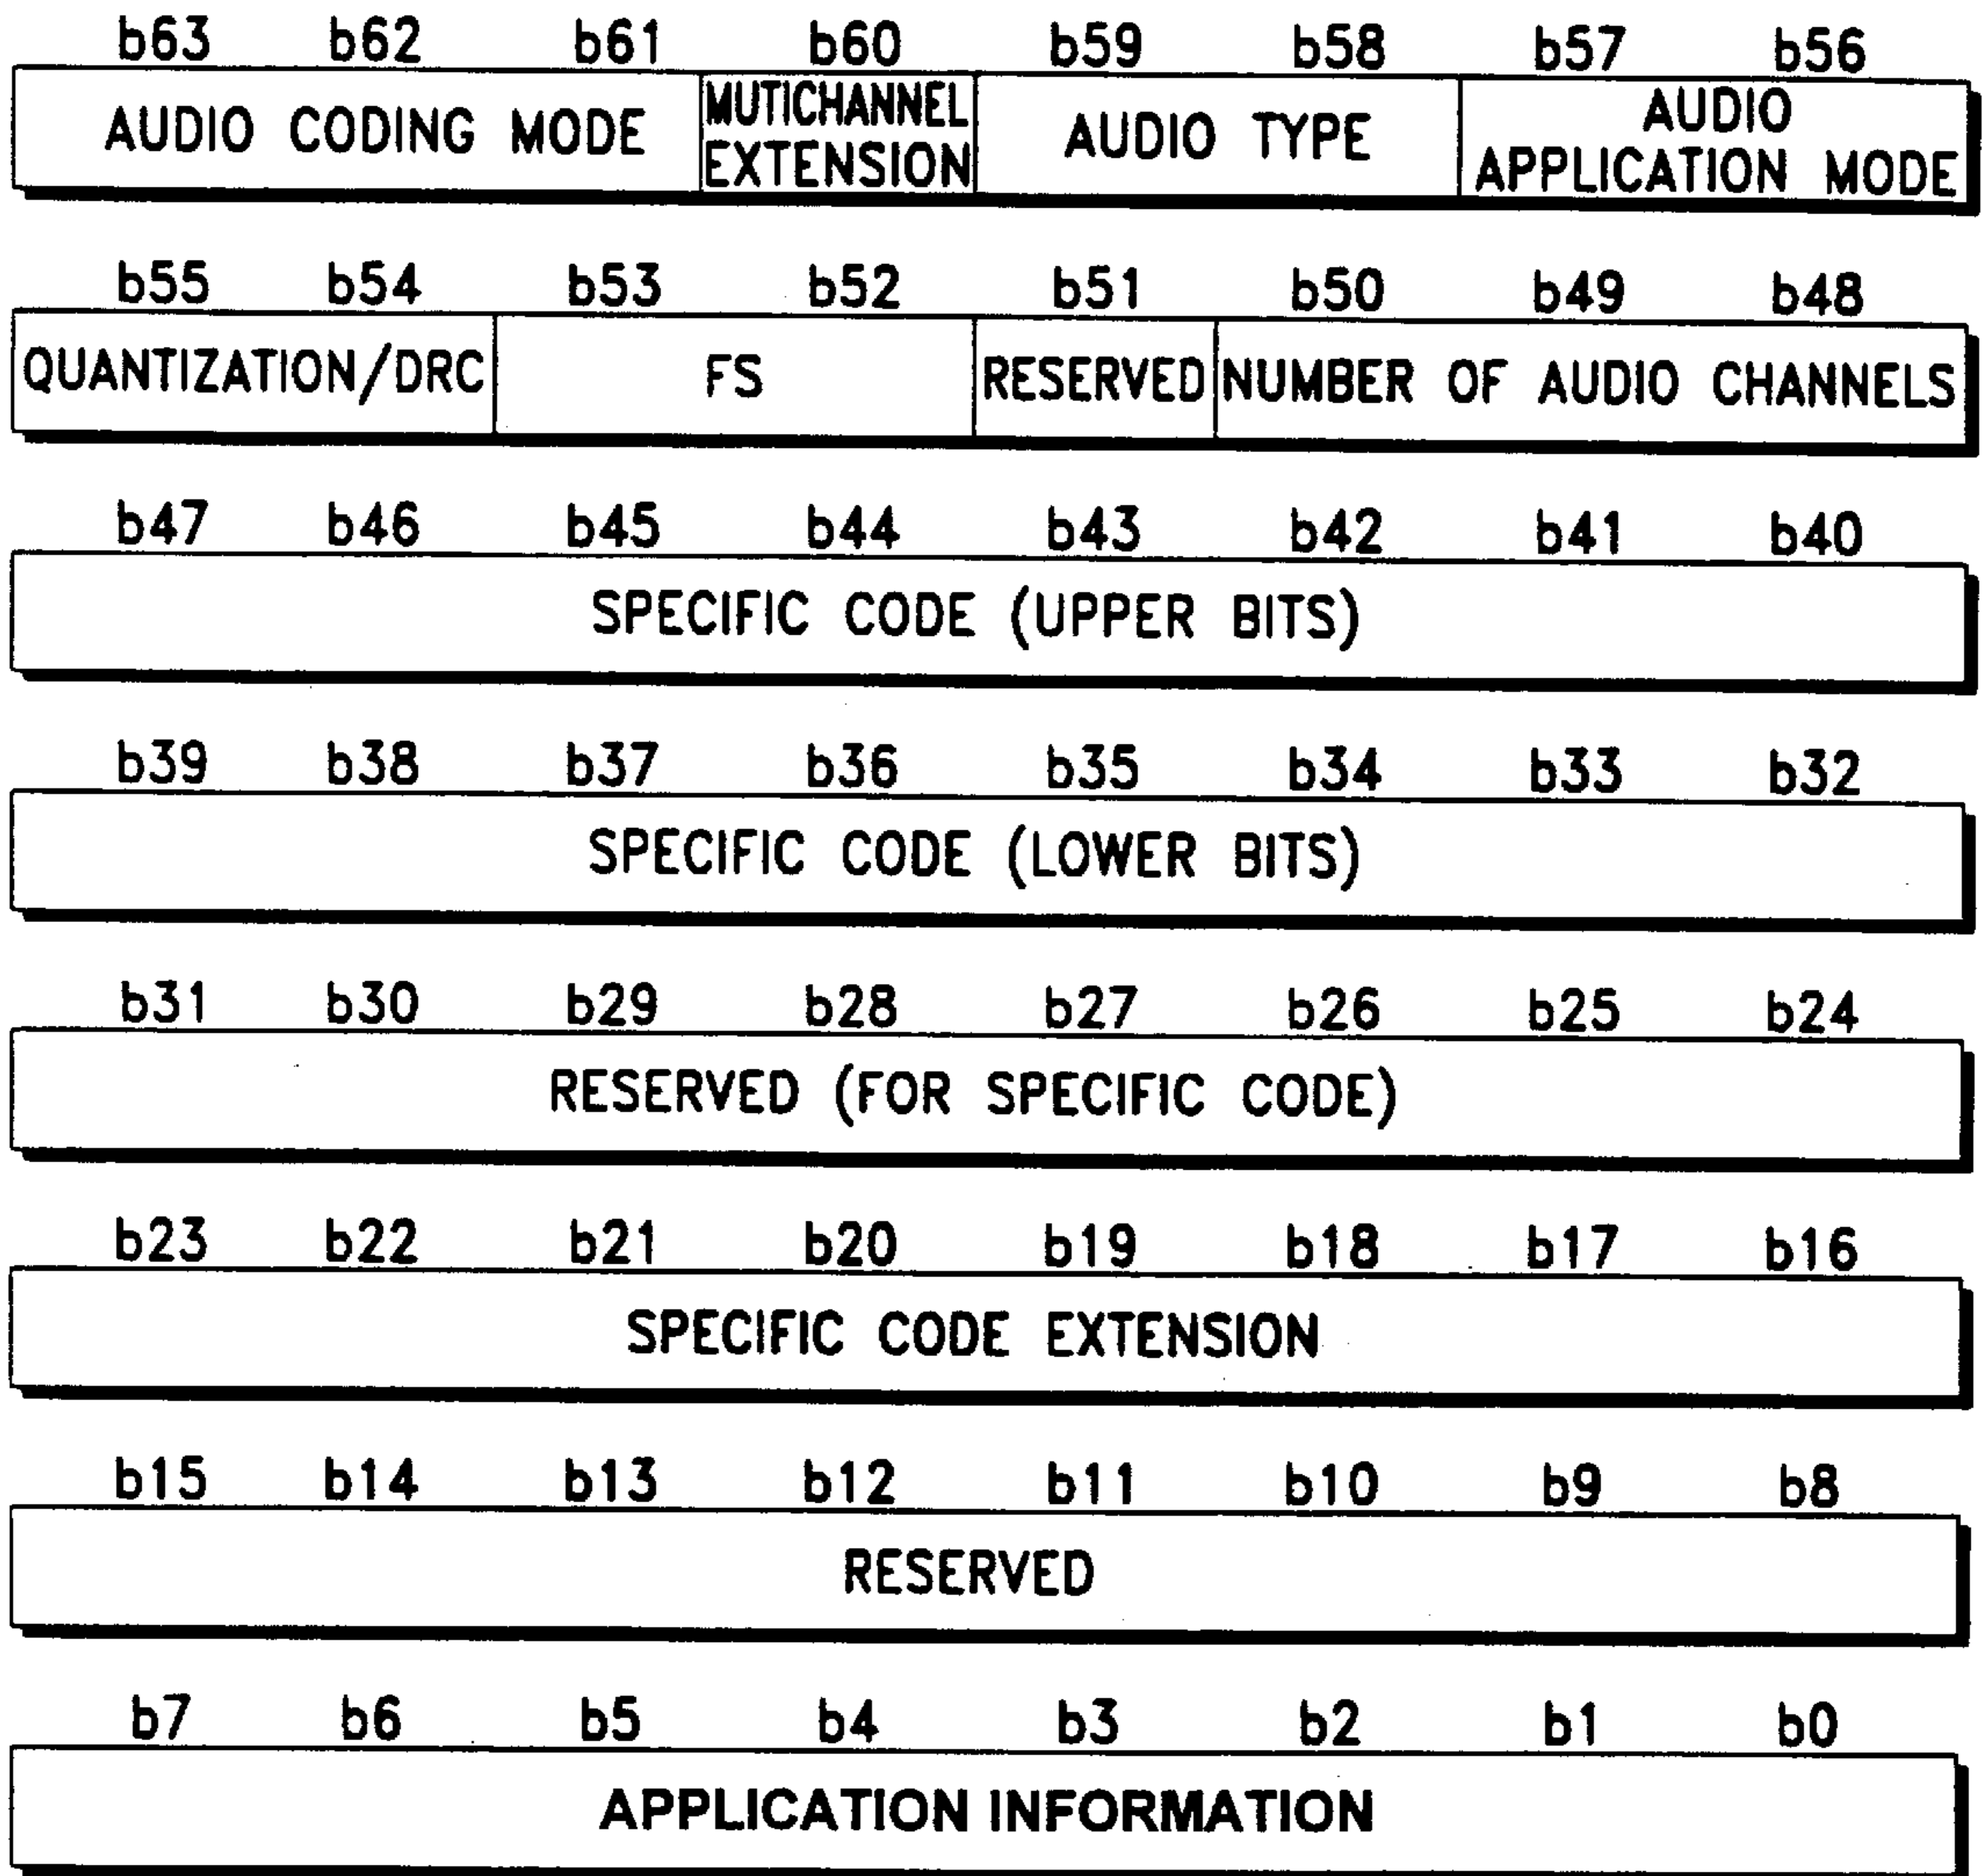 b63 b62 b61 b60 b59 b58 b57 b56
AUDIO CODING MODE
MUTICHANNEL
EXTENSION
AUDIO TYPE
AUDIO
APPLICATION MODE
b55 b54 b53 b52 b51 b50 b49 b48
QUANTIZATION/DRC FS RESERVED NUMBER OF AUDIO CHANNELS
b47 b46 b45 b44 b43 b42 b41 b40
SPECIFIC CODE (UPPER BITS)
b39 b38 b37 b36 b35 b34 b33 b32
SPECIFIC CODE (LOWER BITS)
b31 b30 b29 b28 b27 b26 b25 b24
RESERVED (FOR SPECIFIC CODE)
b23 b22 b21 b20 b19 b18 b17 b16
SPECIFIC CODE EXTENSION
b15 b14 b13 b12 b11 b10 b9 b8
RESERVED
b7 b6 b5 b4 b3 b2 b1 b0
APPLICATION INFORMATION